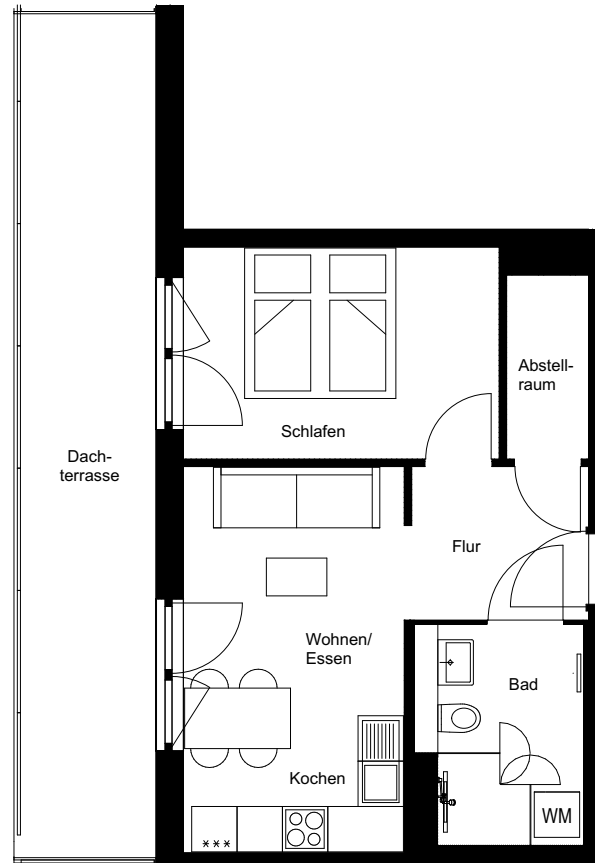 Abstell-
raum
Schlafen
Dach-
terrasse
Flur
Wohnen/
Essen
Bad
Kochen
WM
***